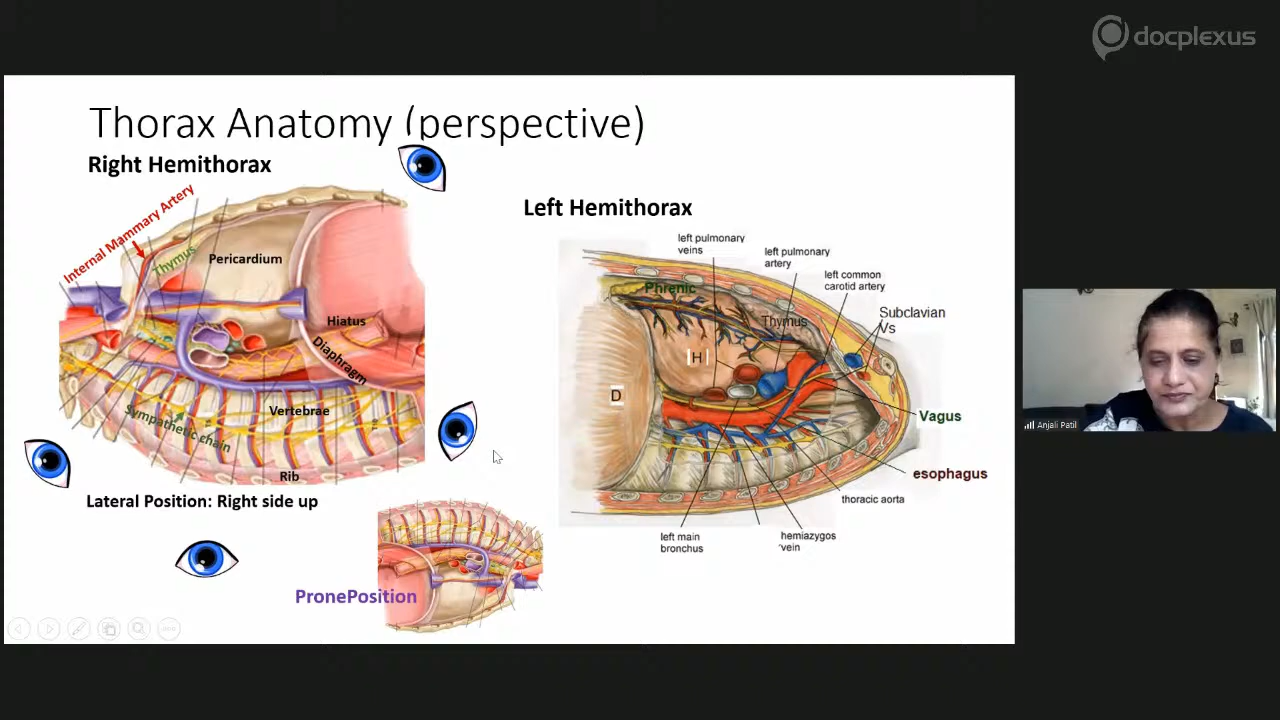 docplexus
Thorax Anatomy (perspective)
Right Hemithorax
Internal Mammary Artery
Thymus
Pericardium
Hiatus
Diaphragm
Sympathetic chain
Vertebrae
Rib
Lateral Position: Right side up
PronePosition
Left Hemithorax
left pulmonary
veins
left pulmonary
artery
left common
carotid artery
Phrenic
Thymus
Subclavian
Vs
H
D
Vagus
esophagus
thoracic aorta
left main
bronchus
hemiazygos
vein
Anjali Patil